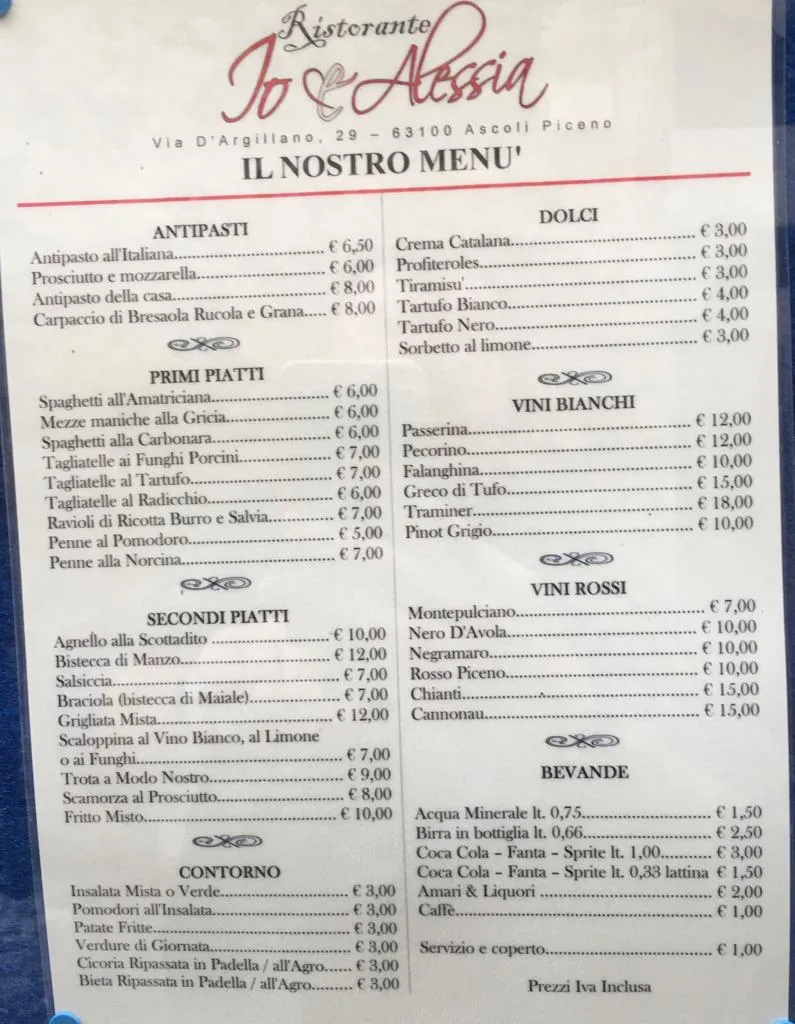 Ristorante
Io & Alessia
Via D'Argillano, 29 – 63100 Ascoli Piceno
IL NOSTRO MENU'
ANTIPASTI
Antipasto all'Italiana........................................ € 6,50
Prosciutto e mozzarella.................................. € 6,00
Antipasto della casa........................................ € 8,00
Carpaccio di Bresaola Rucola e Grana..... € 8,00
PRIMI PIATTI
Spaghetti all'Amatriciana............................... € 6,00
Mezze maniche alla Gricia............................ € 6,00
Spaghetti alla Carbonara............................... € 6,00
Tagliatelle ai Funghi Porcini......................... € 7,00
Tagliatelle al Tartufo...................................... € 7,00
Tagliatelle al Radicchio................................. € 6,00
Ravioli di Ricotta Burro e Salvia................. € 7,00
Penne al Pomodoro........................................ € 5,00
Penne alla Norcina......................................... € 7,00
SECONDI PIATTI
Agnello alla Scottadito .............................. € 10,00
Bistecca di Manzo...................................... € 12,00
Salsiccia........................................................... € 7,00
Braciola (bistecca di Maiale)....................... € 7,00
Grigliata Mista............................................. € 12,00
Scaloppina al Vino Bianco, al Limone
o ai Funghi...................................................... € 7,00
Trota a Modo Nostro.................................... € 9,00
Scamorza al Prosciutto................................. € 8,00
Fritto Misto.................................................. € 10,00
CONTORNO
Insalata Mista o Verde................................. € 3,00
Pomodori all'Insalata.................................... € 3,00
Patate Fritte..................................................... € 3,00
Verdure di Giornata...................................... € 3,00
Cicoria Ripassata in Padella / all'Agro...... € 3,00
Bieta Ripassata in Padella / all'Agro......... € 3,00
DOLCI
Crema Catalana............................................. € 3,00
Profiteroles..................................................... € 3,00
Tiramisu'......................................................... € 3,00
Tartufo Bianco............................................... € 4,00
Tartufo Nero................................................... € 4,00
Sorbetto al limone......................................... € 3,00
VINI BIANCHI
Passerina....................................................... € 12,00
Pecorino........................................................ € 12,00
Falanghina..................................................... € 10,00
Greco di Tufo................................................ € 15,00
Traminer........................................................ € 18,00
Pinot Grigio................................................... € 10,00
VINI ROSSI
Montepulciano................................................ € 7,00
Nero D'Avola................................................ € 10,00
Negramaro..................................................... € 10,00
Rosso Piceno................................................. € 10,00
Chianti............................................................ € 15,00
Cannonau....................................................... € 15,00
BEVANDE
Acqua Minerale lt. 0,75................................ € 1,50
Birra in bottiglia lt. 0,66................................ € 2,50
Coca Cola – Fanta – Sprite lt. 1,00........... € 3,00
Coca Cola – Fanta – Sprite lt. 0,33 lattina € 1,50
Amari & Liquori .......................................... € 2,00
Caffè................................................................ € 1,00
Servizio e coperto......................................... € 1,00
Prezzi Iva Inclusa